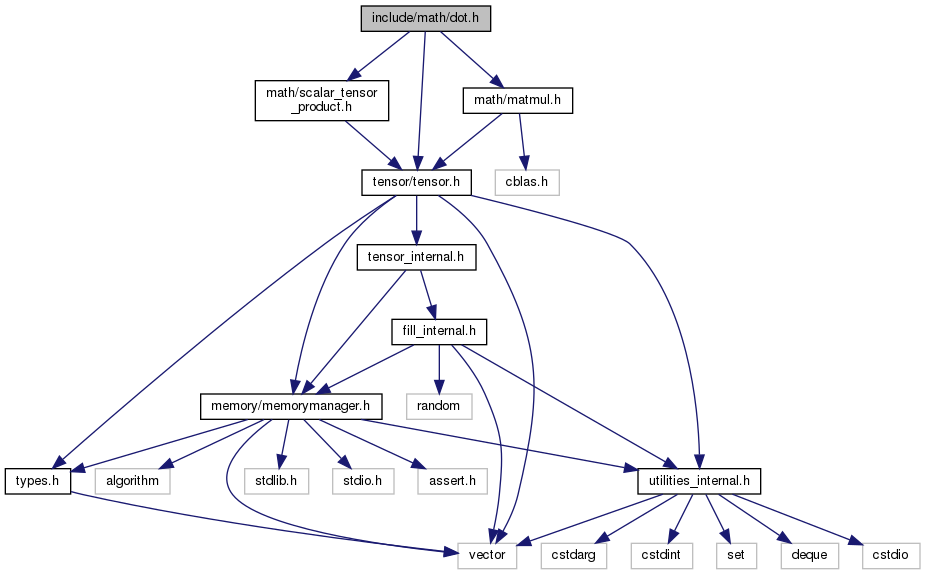 include/math/dot.h
math/scalar_tensor
_product.h
math/matmul.h
tensor/tensor.h
cblas.h
tensor_internal.h
fill_internal.h
memory/memorymanager.h
random
types.h
algorithm
stdlib.h
stdio.h
assert.h
utilities_internal.h
vector
cstdarg
cstdint
set
deque
cstdio